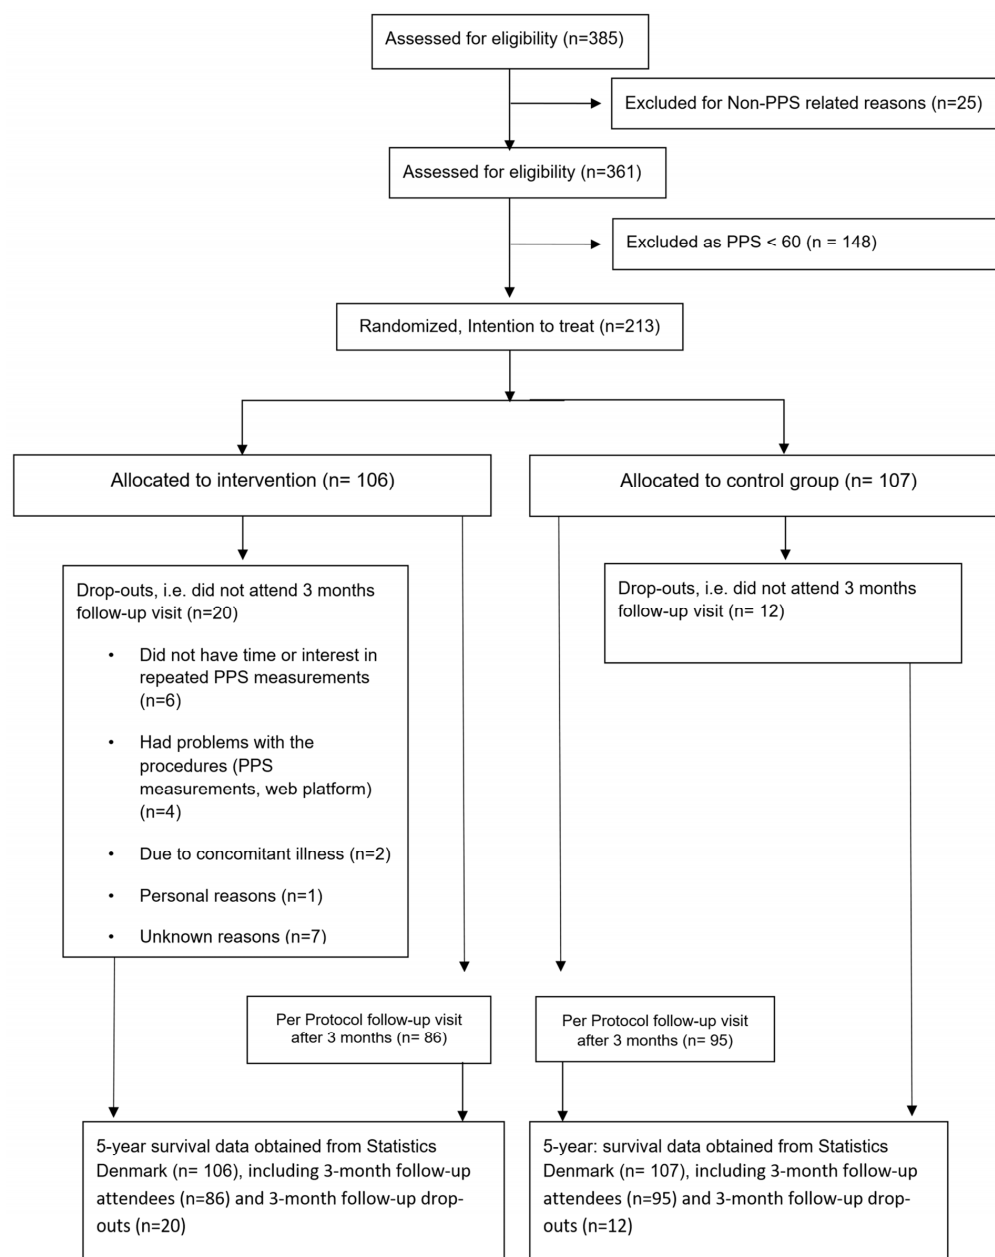 Assessed for eligibility (n=385)
Excluded for Non-PPS related reasons (n=25)
Assessed for eligibility (n=361)
Excluded as PPS < 60 (n = 148)
Randomized, Intention to treat (n=213)
Allocated to intervention (n= 106)
Allocated to control group (n= 107)
Drop-outs, i.e. did not attend 3 months
follow-up visit (n=20)
• Did not have time or interest in
repeated PPS measurements
(n=6)
• Had problems with the
procedures (PPS
measurements, web platform)
(n=4)
• Due to concomitant illness (n=2)
• Personal reasons (n=1)
• Unknown reasons (n=7)
Drop-outs, i.e. did not attend 3 months
follow-up visit (n= 12)
Per Protocol follow-up visit
after 3 months (n= 86)
Per Protocol follow-up visit
after 3 months (n= 95)
5-year survival data obtained from Statistics
Denmark (n= 106), including 3-month follow-up
attendees (n=86) and 3-month follow-up drop-
outs (n=20)
5-year: survival data obtained from Statistics
Denmark (n= 107), including 3-month follow-up
attendees (n=95) and 3-month follow-up drop-
outs (n=12)